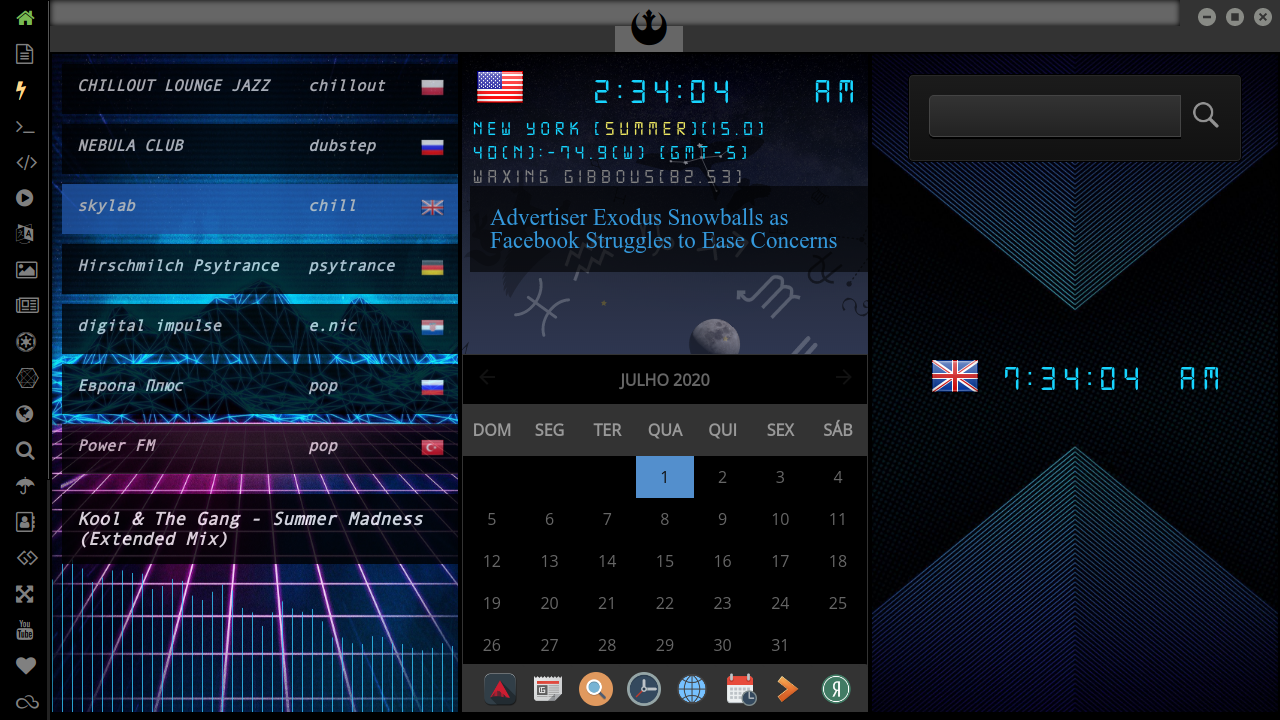 CHILLOUT LOUNGE JAZZ chillout
NEBULA CLUB dubstep
skylab chill
Hirschmilch Psytrance psytrance
digital impulse e.nic
Европа Плюс pop
Power FM pop
Kool & The Gang - Summer Madness
(Extended Mix)
2:34:04 AM
NEW YORK (SUMMER)(15.0)
40(N):-74.9(W) (GMT-5)
WAXING GIBBOUS(82.53)
Advertiser Exodus Snowballs as
Facebook Struggles to Ease Concerns
JULHO 2020
DOM SEG TER QUA QUI SEX SÁB
1 2 3 4
5 6 7 8 9 10 11
12 13 14 15 16 17 18
19 20 21 22 23 24 25
26 27 28 29 30 31
7:34:04 AM
You
Tube
Я